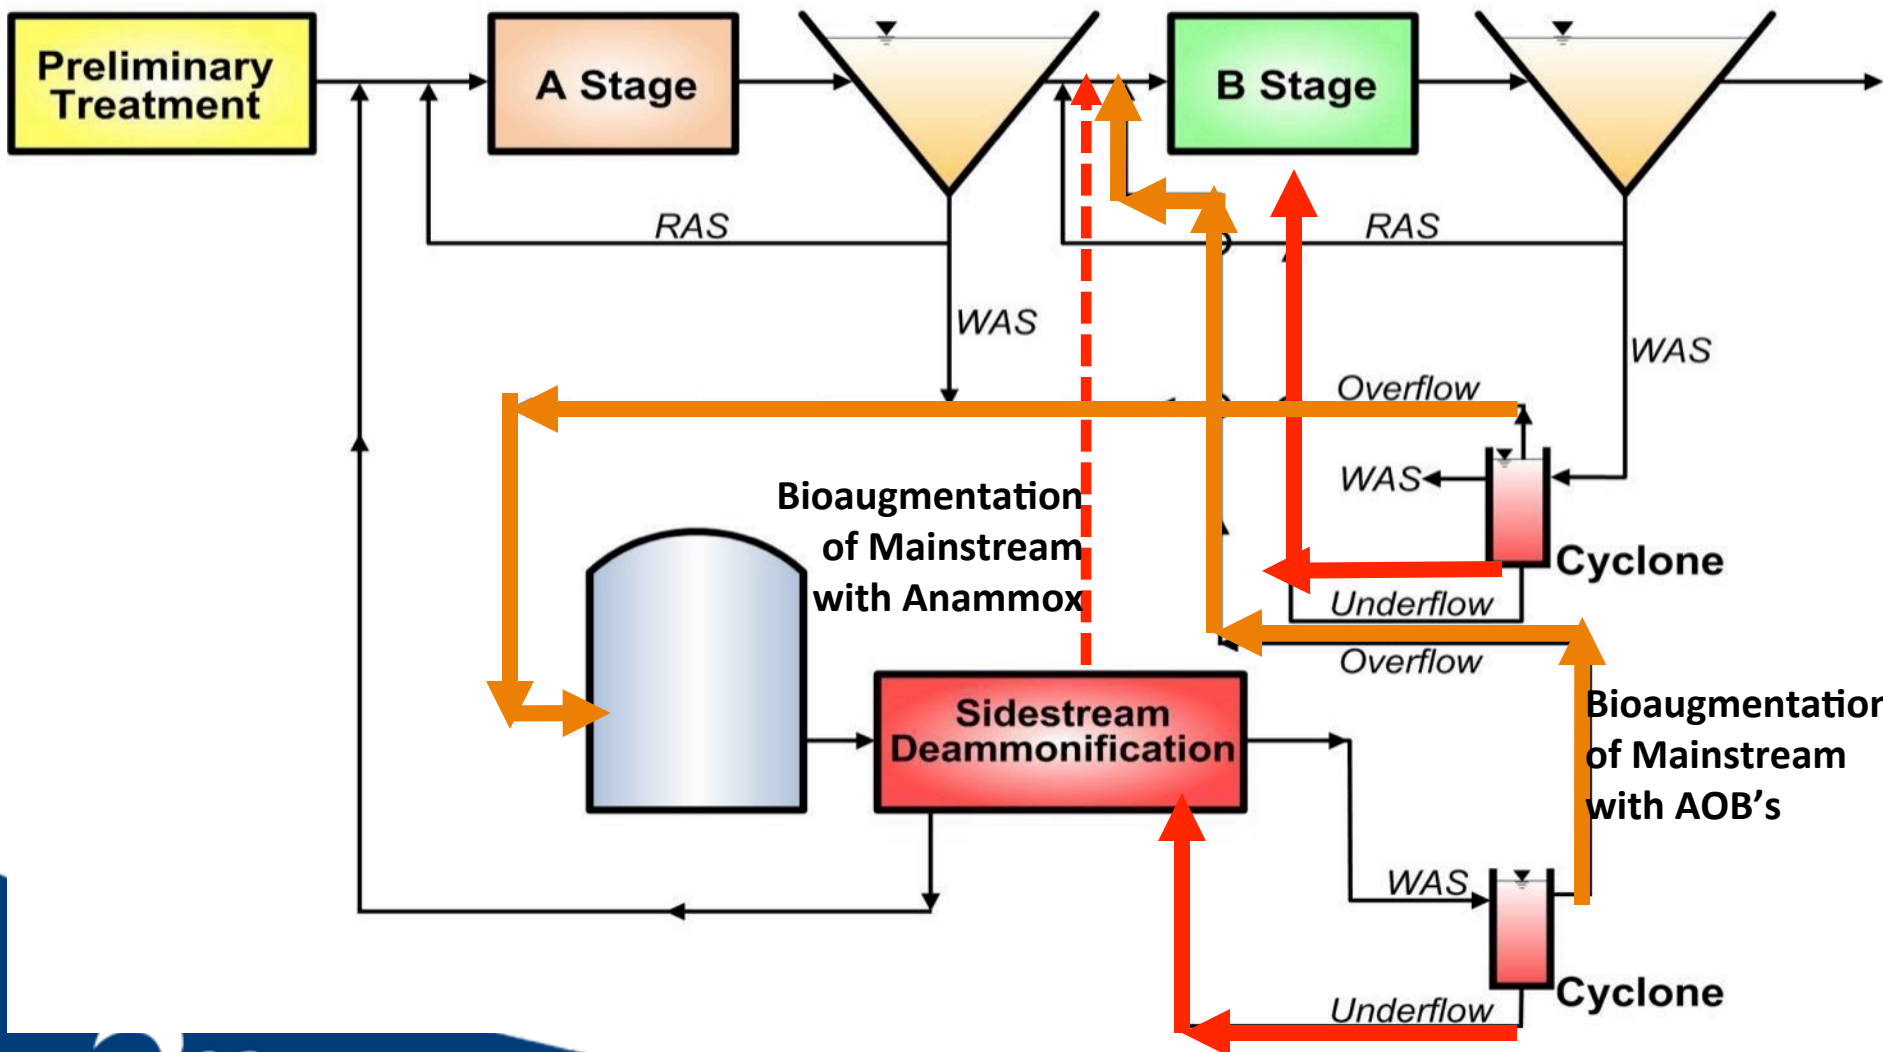 Preliminary
Treatment
A Stage
B Stage
RAS
RAS
WAS
WAS
Overflow
WAS
Bioaugmentation
of Mainstream
with Anammox
Cyclone
Underflow
Overflow
Sidestream
Deammonification
Bioaugmentation
of Mainstream
with AOB’s
WAS
Cyclone
Underflow